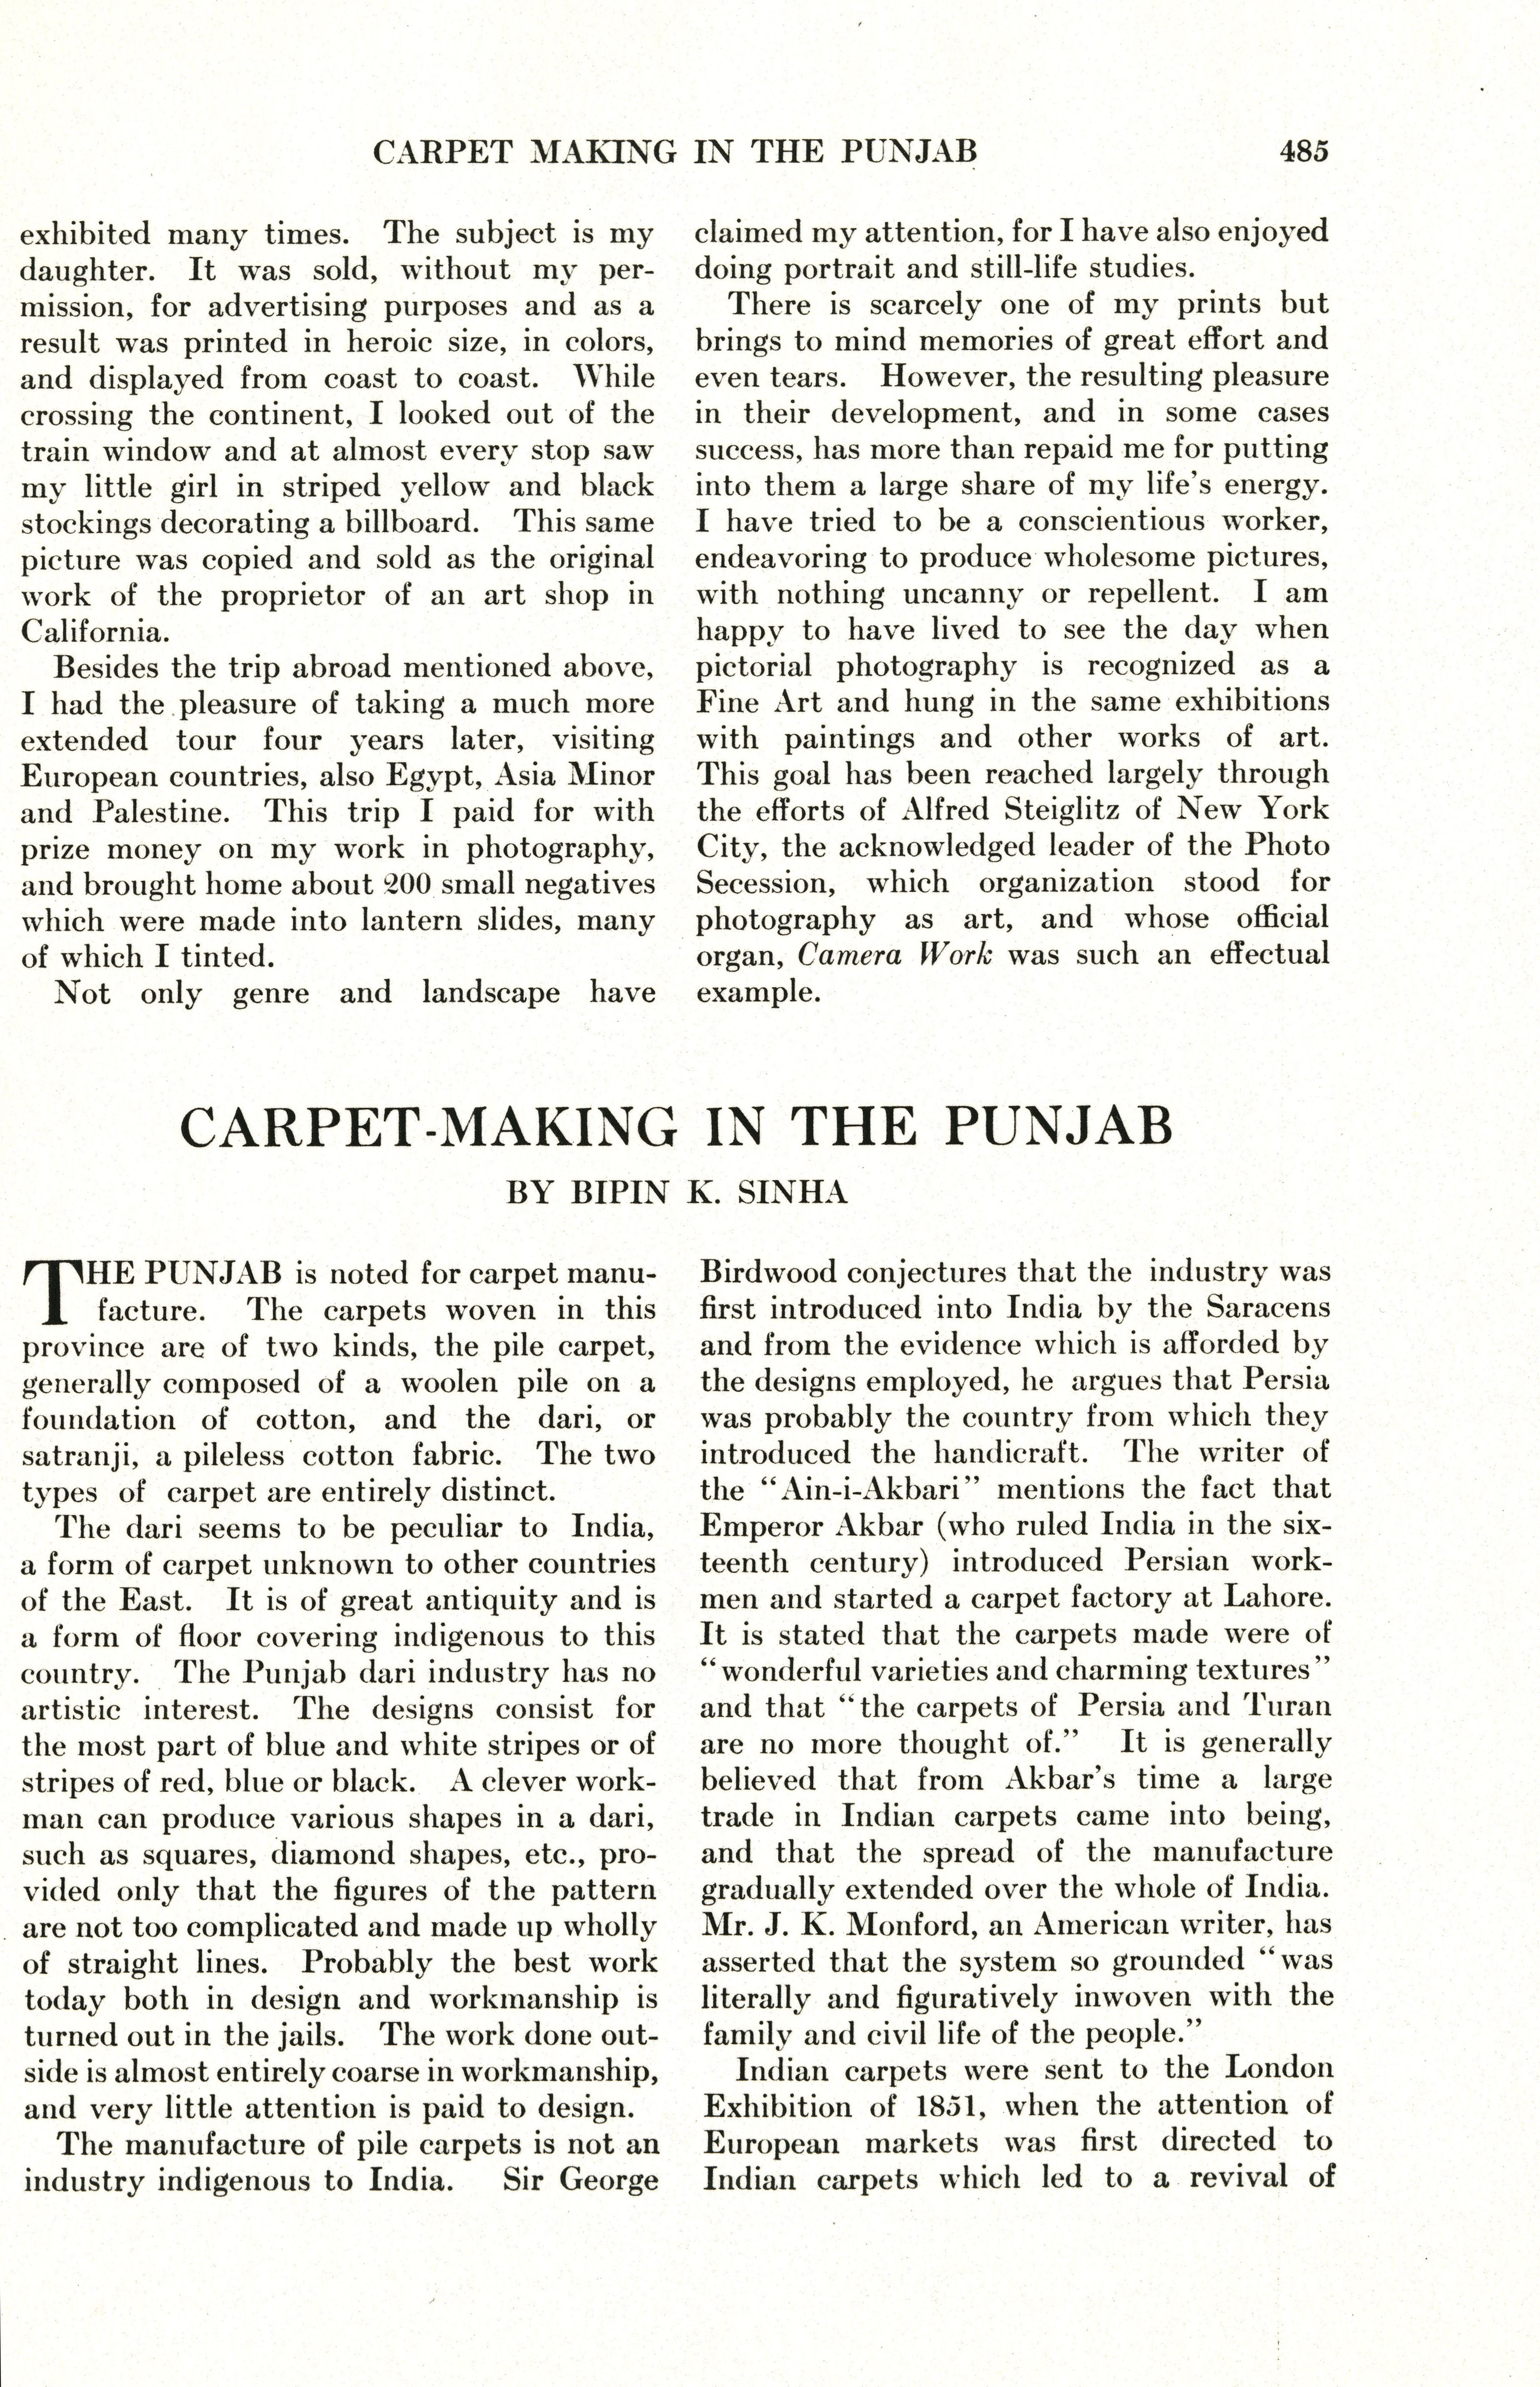 CARPET MAKING IN THE PUNJAB 485
exhibited many times. The subject is my
daughter. It was sold, without my per-
mission, for advertising purposes and as a
result was printed in heroic size, in colors,
and displayed from coast to coast. While
crossing the continent, I looked out of the
train window and at almost every stop saw
my little girl in striped yellow and black
stockings decorating a billboard. This same
picture was copied and sold as the original
work of the proprietor of an art shop in
California.
Besides the trip abroad mentioned above,
I had the pleasure of taking a much more
extended tour four years later, visiting
European countries, also Egypt, Asia Minor
and Palestine. This trip I paid for with
prize money on my work in photography,
and brought home about 200 small negatives
which were made into lantern slides, many
of which I tinted.
Not only genre and landscape have
claimed my attention, for I have also enjoyed
doing portrait and still-life studies.
There is scarcely one of my prints but
brings to mind memories of great effort and
even tears. However, the resulting pleasure
in their development, and in some cases
success, has more than repaid me for putting
into them a large share of my life's energy.
I have tried to be a conscientious worker,
endeavoring to produce wholesome pictures,
with nothing uncanny or repellent. I am
happy to have lived to see the day when
pictorial photography is recognized as a
Fine Art and hung in the same exhibitions
with paintings and other works of art.
This goal has been reached largely through
the efforts of Alfred Steiglitz of New York
City, the acknowledged leader of the Photo
Secession, which organization stood for
photography as art, and whose official
organ, Camera Work was such an effectual
example.
CARPET-MAKING IN THE PUNJAB
BY BIPIN K. SINHA
THE PUNJAB is noted for carpet manu-
facture. The carpets woven in this
province are of two kinds, the pile carpet,
generally composed of a woolen pile on a
foundation of cotton, and the dari, or
satranji, a pileless cotton fabric. The two
types of carpet are entirely distinct.
The dari seems to be peculiar to India,
a form of carpet unknown to other countries
of the East. It is of great antiquity and is
a form of floor covering indigenous to this
country. The Punjab dari industry has no
artistic interest. The designs consist for
the most part of blue and white stripes or of
stripes of red, blue or black. A clever work-
man can produce various shapes in a dari,
such as squares, diamond shapes, etc., pro-
vided only that the figures of the pattern
are not too complicated and made up wholly
of straight lines. Probably the best work
today both in design and workmanship is
turned out in the jails. The work done out-
side is almost entirely coarse in workmanship,
and very little attention is paid to design.
The manufacture of pile carpets is not an
industry indigenous to India. Sir George
Birdwood conjectures that the industry was
first introduced into India by the Saracens
and from the evidence which is afforded by
the designs employed, he argues that Persia
was probably the country from which they
introduced the handicraft. The writer of
the "Ain-i-Akbari" mentions the fact that
Emperor Akbar (who ruled India in the six-
teenth century) introduced Persian work-
men and started a carpet factory at Lahore.
It is stated that the carpets made were of
"wonderful varieties and charming textures"
and that "the carpets of Persia and Turan
are no more thought of." It is generally
believed that from Akbar's time a large
trade in Indian carpets came into being,
and that the spread of the manufacture
gradually extended over the whole of India.
Mr. J. K. Monford, an American writer, has
asserted that the system so grounded "was
literally and figuratively inwoven with the
family and civil life of the people."
Indian carpets were sent to the London
Exhibition of 1851, when the attention of
European markets was first directed to
Indian carpets which led to a revival of